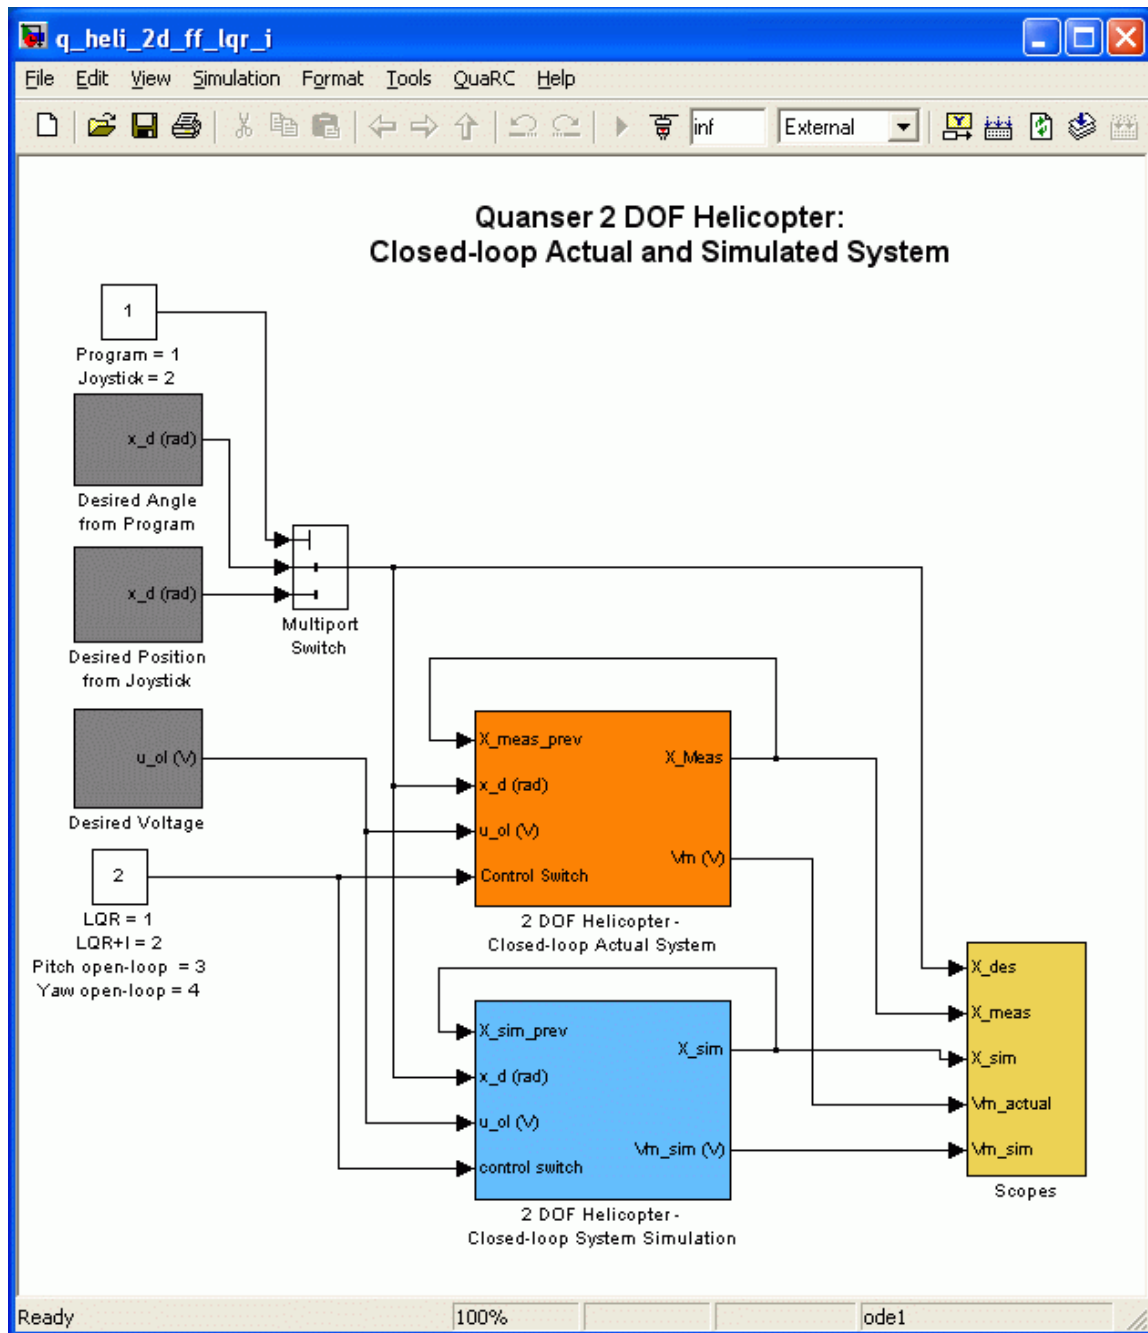 q_heli_2d_ff_lqr_i
File Edit View Simulation Format Tools QuaRC Help
inf External
Quanser 2 DOF Helicopter:
Closed-loop Actual and Simulated System
1
Program = 1
Joystick = 2
x_d (rad)
Desired Angle
from Program
x_d (rad)
Desired Position
from Joystick
Multiport
Switch
u_ol (V)
Desired Voltage
2
LQR = 1
LQR+I = 2
Pitch open-loop = 3
Yaw open-loop = 4
X_meas_prev
x_d (rad)
u_ol (V)
Control Switch
X_Meas
Vm (V)
2 DOF Helicopter -
Closed-loop Actual System
X_sim_prev
x_d (rad)
u_ol (V)
control switch
X_sim
Vm_sim (V)
2 DOF Helicopter -
Closed-loop System Simulation
X_des
X_meas
X_sim
Vm_actual
Vm_sim
Scopes
Ready 100% ode1